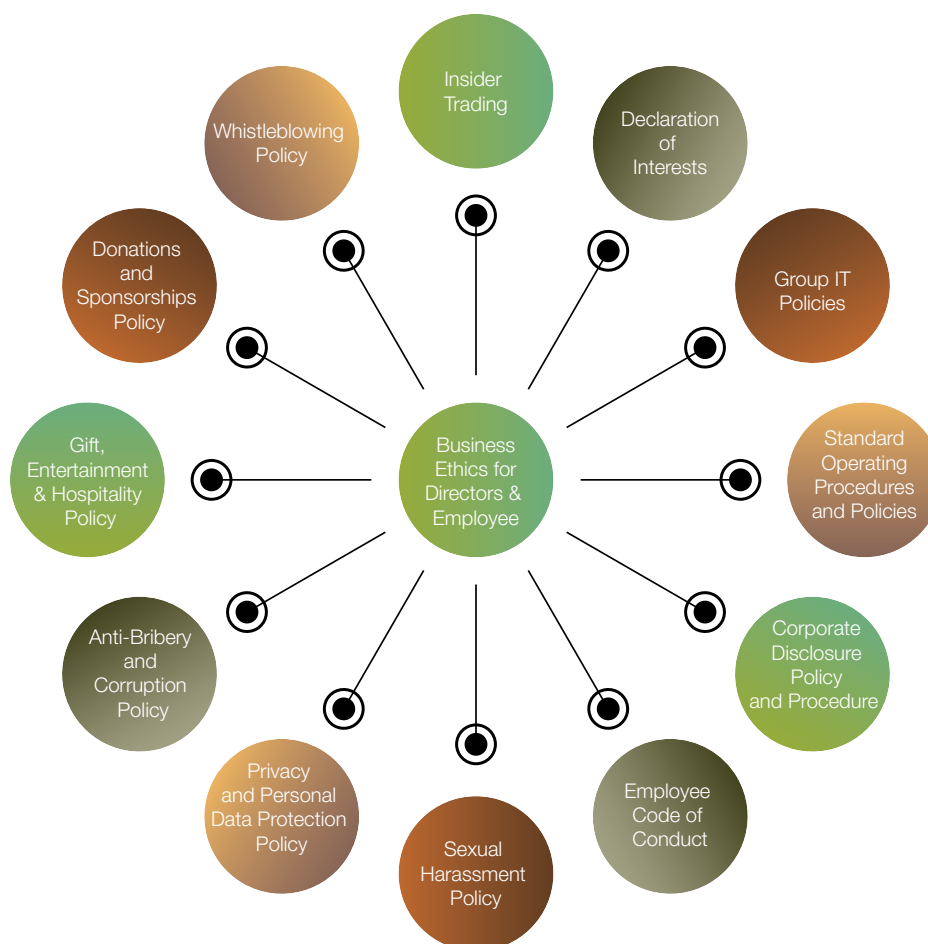 Insider
Trading
Declaration
of
Interests
Group IT
Policies
Standard
Operating
Procedures
and Policies
Corporate
Disclosure
Policy
and Procedure
Employee
Code of
Conduct
Sexual
Harassment
Policy
Privacy
and Personal
Data Protection
Policy
Anti-Bribery
and
Corruption
Policy
Gift,
Entertainment
& Hospitality
Policy
Donations
and
Sponsorships
Policy
Whistleblowing
Policy
Business
Ethics for
Directors &
Employee